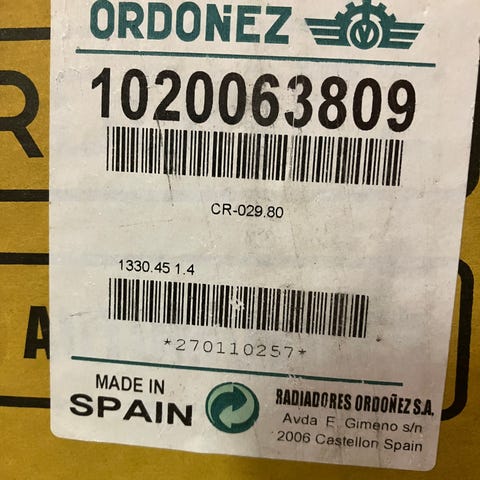 ORDOÑEZ
1020063809
CR-029.80
1330.45 1.4
*270110257*
MADE IN
SPAIN
RADIADORES ORDOÑEZ S.A.
Avda E. Gimeno s/n
2006 Castellon Spain
R
A